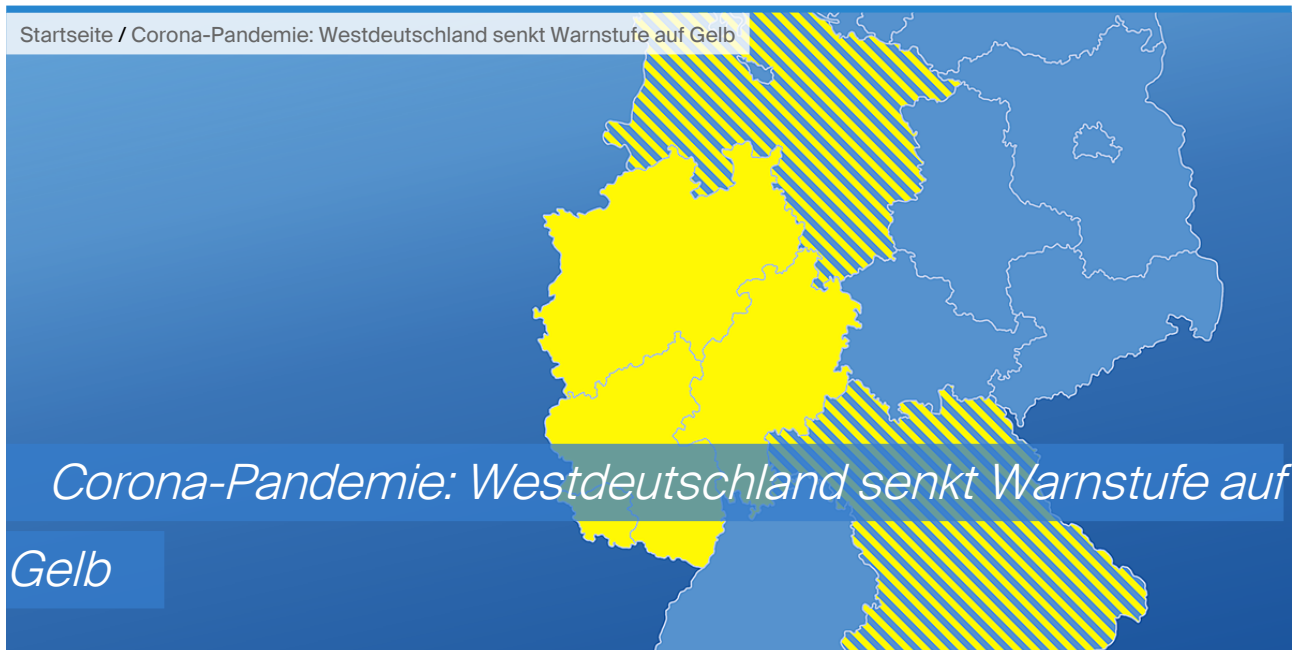 Startseite / Corona-Pandemie: Westdeutschland senkt Warnstufe auf Gelb
Corona-Pandemie: Westdeutschland senkt Warnstufe auf
Gelb